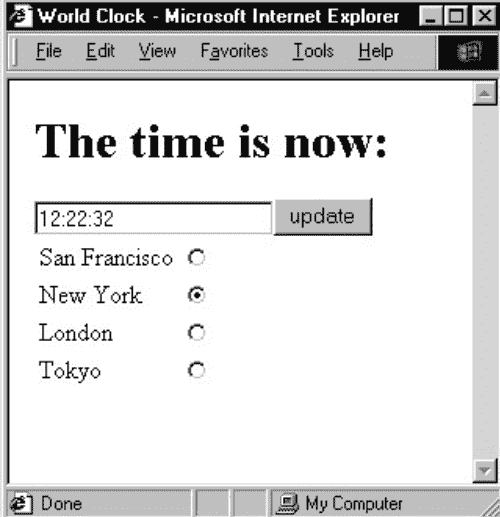 World Clock - Microsoft Internet Explorer
File Edit View Favorites Tools Help
The time is now:
12:22:32 update
San Francisco
New York
London
Tokyo
Done My Computer